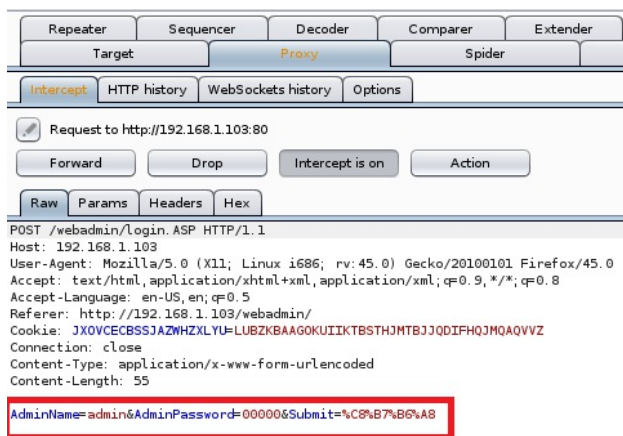 Repeater Sequencer Decoder Comparer Extender
Target Proxy Spider
Intercept HTTP history WebSockets history Options
Request to http://192.168.1.103:80
Forward Drop Intercept is on Action
Raw Params Headers Hex
POST /webadmin/login.ASP HTTP/1.1
Host: 192.168.1.103
User-Agent: Mozilla/5.0 (X11; Linux i686; rv:45.0) Gecko/20100101 Firefox/45.0
Accept: text/html,application/xhtml+xml,application/xml;q=0.9,*/*;q=0.8
Accept-Language: en-US,en;q=0.5
Referer: http://192.168.1.103/webadmin/
Cookie: JXOVCECBSSJAZWHZXLYU=LUBZKBAAGOKUIIKTBSTHJMTBJJQDIFHQJMQAQVVZ
Connection: close
Content-Type: application/x-www-form-urlencoded
Content-Length: 55
AdminName=admin&AdminPassword=00000&Submit=%C8%B7%B6%A8